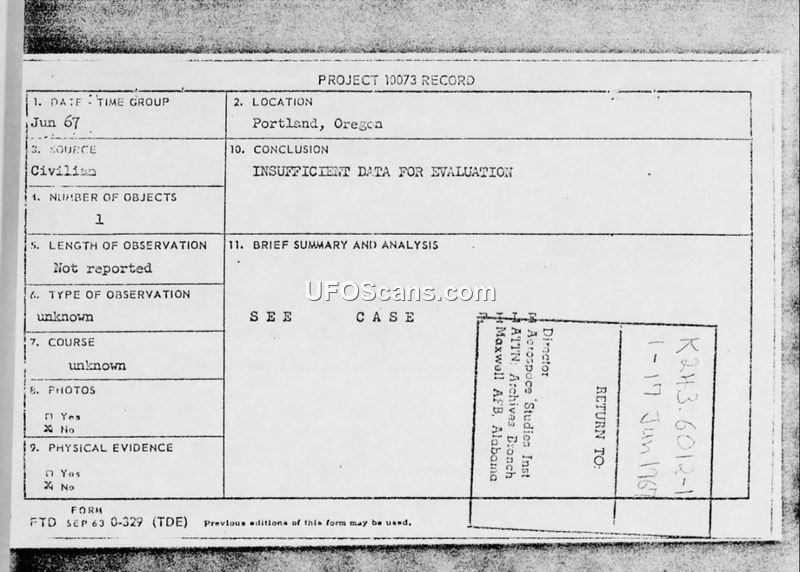 PROJECT 10073 RECORD
1. DATE - TIME GROUP
Jun 67
2. LOCATION
Portland, Oregon
3. SOURCE
Civilian
10. CONCLUSION
INSUFFICIENT DATA FOR EVALUATION
4. NUMBER OF OBJECTS
1
5. LENGTH OF OBSERVATION
Not reported
11. BRIEF SUMMARY AND ANALYSIS
SEE CASE
6. TYPE OF OBSERVATION
unknown
7. COURSE
unknown
8. PHOTOS
□ Yes
☒ No
9. PHYSICAL EVIDENCE
□ Yes
☒ No
FORM
FTD SEP 63 0-329 (TDE) Previous editions of this form may be used.
UFOScans.com
K243.6012-1
1-17 Jun 1967
RETURN TO:
Director
Aerospace Studies Inst
ATTN: Archives Branch
Maxwell AFB, Alabama